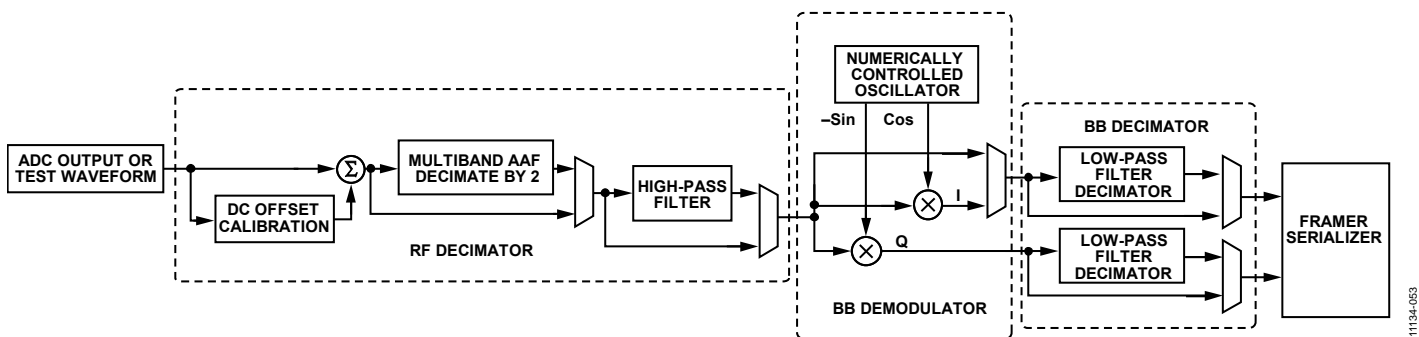 ADC OUTPUT OR
TEST WAVEFORM
DC OFFSET
CALIBRATION
Σ
MULTIBAND AAF
DECIMATE BY 2
HIGH-PASS
FILTER
RF DECIMATOR
NUMERICALLY
CONTROLLED
OSCILLATOR
–Sin
Cos
I
Q
BB DEMODULATOR
BB DECIMATOR
LOW-PASS
FILTER
DECIMATOR
LOW-PASS
FILTER
DECIMATOR
FRAMER
SERIALIZER
11134-053